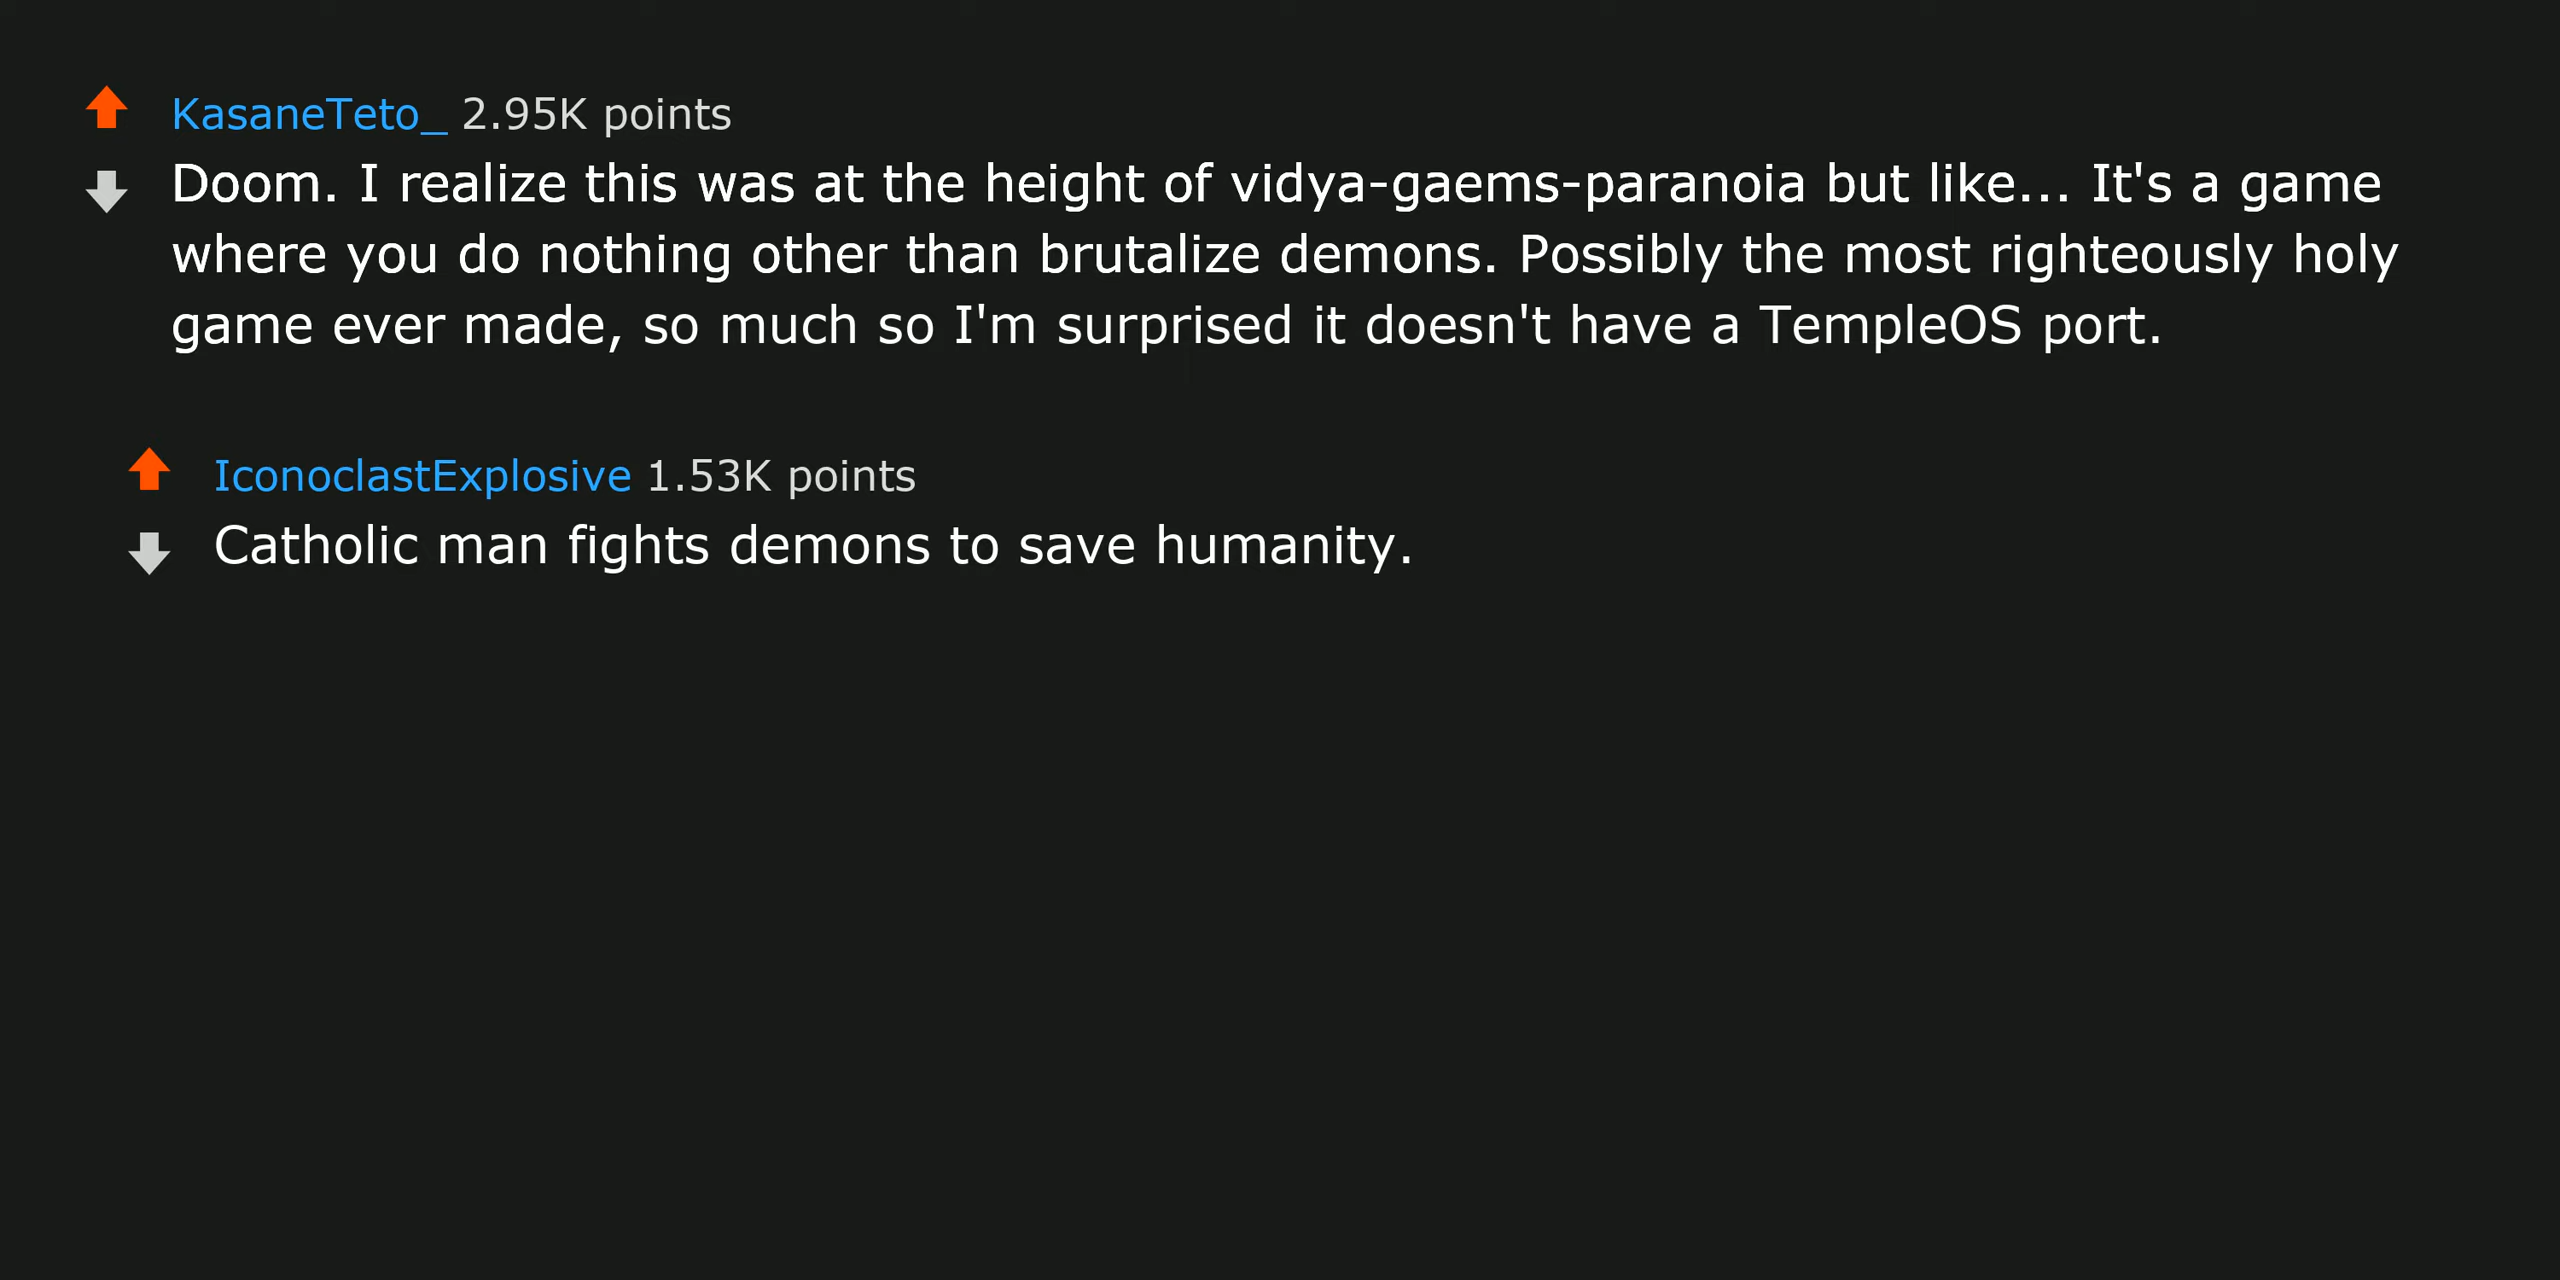 KasaneTeto_ 2.95K points
Doom. I realize this was at the height of vidya-gaems-paranoia but like... It's a game
where you do nothing other than brutalize demons. Possibly the most righteously holy
game ever made, so much so I'm surprised it doesn't have a TempleOS port.
IconoclastExplosive 1.53K points
Catholic man fights demons to save humanity.